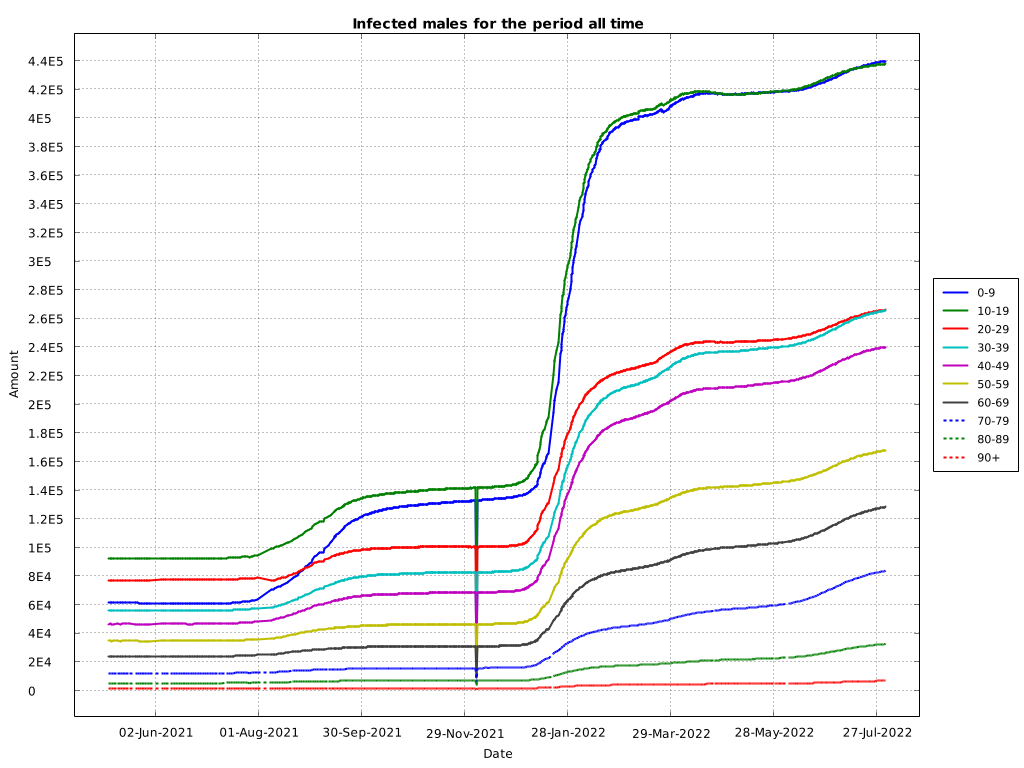 Infected males for the period all time
4.4E5
4.2E5
4E5
3.8E5
3.6E5
3.4E5
3.2E5
3E5
2.8E5
2.6E5
2.4E5
2.2E5
2E5
1.8E5
1.6E5
1.4E5
1.2E5
1E5
8E4
6E4
4E4
2E4
0
Amount
02-Jun-2021 01-Aug-2021 30-Sep-2021 29-Nov-2021 28-Jan-2022 29-Mar-2022 28-May-2022 27-Jul-2022
Date
0-9
10-19
20-29
30-39
40-49
50-59
60-69
70-79
80-89
90+